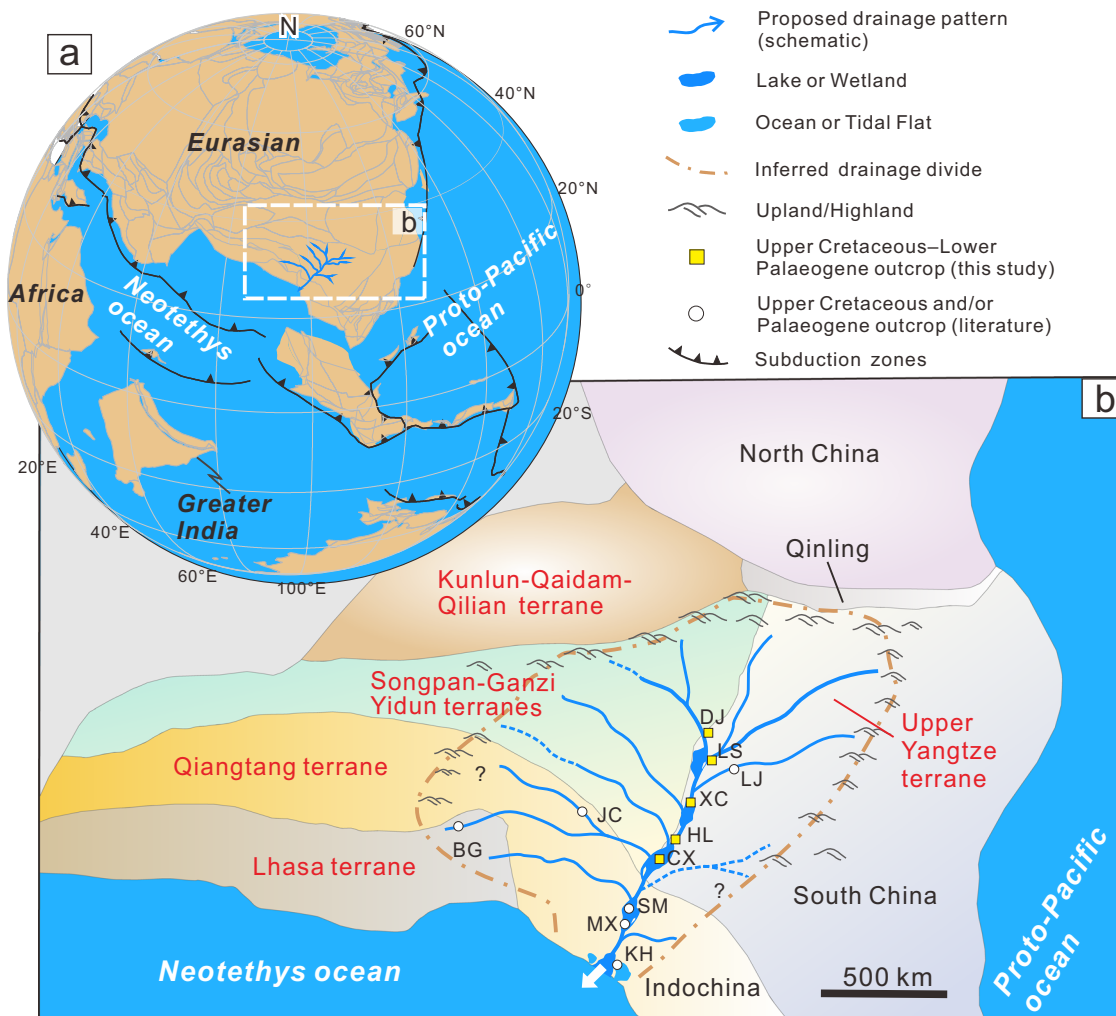 a
N
60°N
40°N
20°N
0°
20°S
20°E
40°E
60°E
100°E
Eurasian
b
Africa
Neotethys
ocean
Proto-Pacific
ocean
Greater
India
Proposed drainage pattern
(schematic)
Lake or Wetland
Ocean or Tidal Flat
Inferred drainage divide
Upland/Highland
Upper Cretaceous–Lower
Palaeogene outcrop (this study)
Upper Cretaceous and/or
Palaeogene outcrop (literature)
Subduction zones
b
North China
Qinling
Kunlun-Qaidam-
Qilian terrane
Songpan-Ganzi
Yidun terranes
Qiangtang terrane
Lhasa terrane
Upper
Yangtze
terrane
DJ
LS
LJ
XC
HL
CX
JC
BG
SM
MX
KH
?
?
South China
Indochina
Neotethys ocean
Proto-Pacific
ocean
500 km